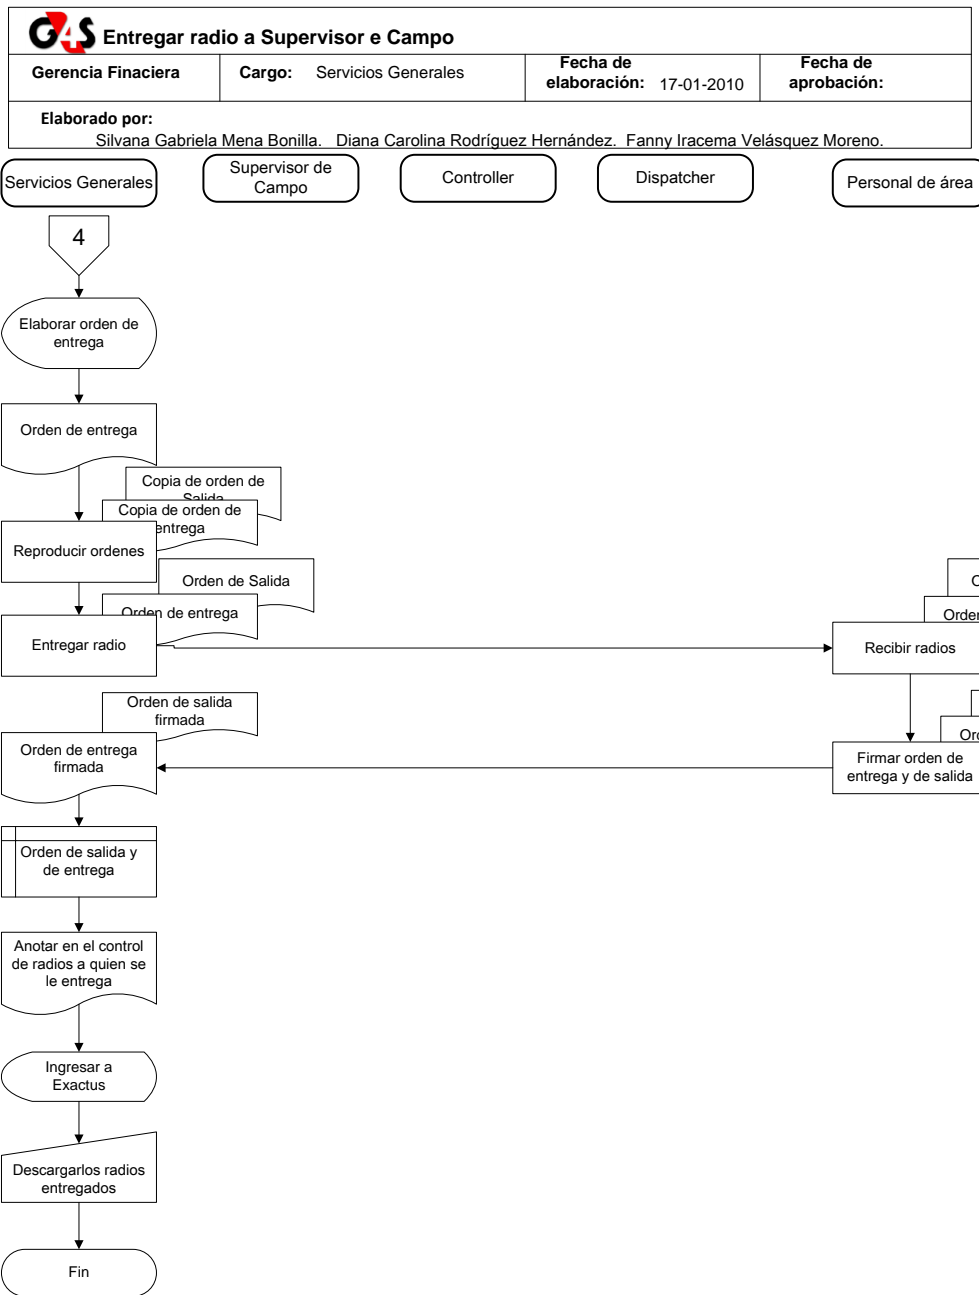 G4S Entregar radio a Supervisor e Campo
Gerencia Finaciera
Cargo: Servicios Generales
Fecha de
elaboración: 17-01-2010
Fecha de
aprobación:
Elaborado por:
Silvana Gabriela Mena Bonilla. Diana Carolina Rodríguez Hernández. Fanny Iracema Velásquez Moreno.
Servicios Generales
Supervisor de
Campo
Controller
Dispatcher
Personal de área
4
Elaborar orden de
entrega
Orden de entrega
Copia de orden de
Salida
Copia de orden de
entrega
Reproducir ordenes
Orden de Salida
Orden de entrega
Entregar radio
Recibir radios
Orden de salida
firmada
Orden de entrega
firmada
Firmar orden de
entrega y de salida
Orden de salida y
de entrega
Anotar en el control
de radios a quien se
le entrega
Ingresar a
Exactus
Descargarlos radios
entregados
Fin